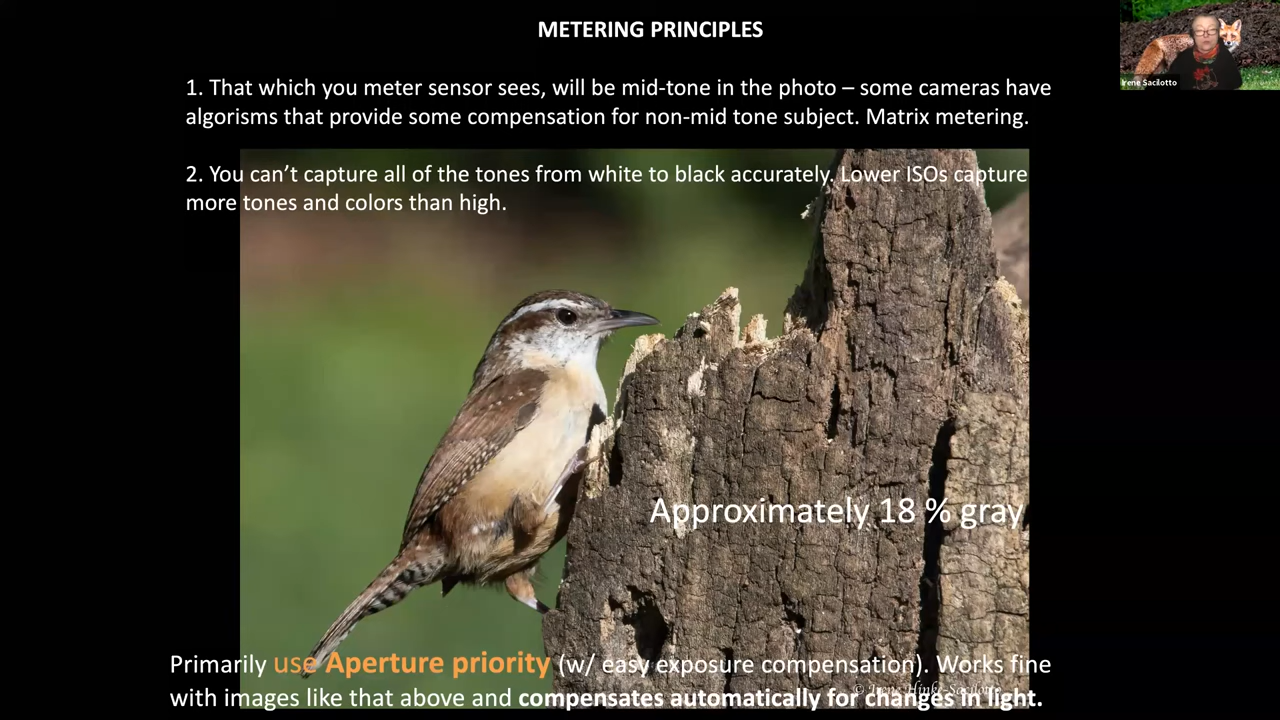 METERING PRINCIPLES
Irene Sacilotto
1. That which you meter sensor sees, will be mid-tone in the photo – some cameras have
algorisms that provide some compensation for non-mid tone subject. Matrix metering.
2. You can't capture all of the tones from white to black accurately. Lower ISOs capture
more tones and colors than high.
Approximately 18 % gray
Primarily use Aperture priority (w/ easy exposure compensation). Works fine
with images like that above and compensates automatically for changes in light.
© Irene Hinke-Sacilotto